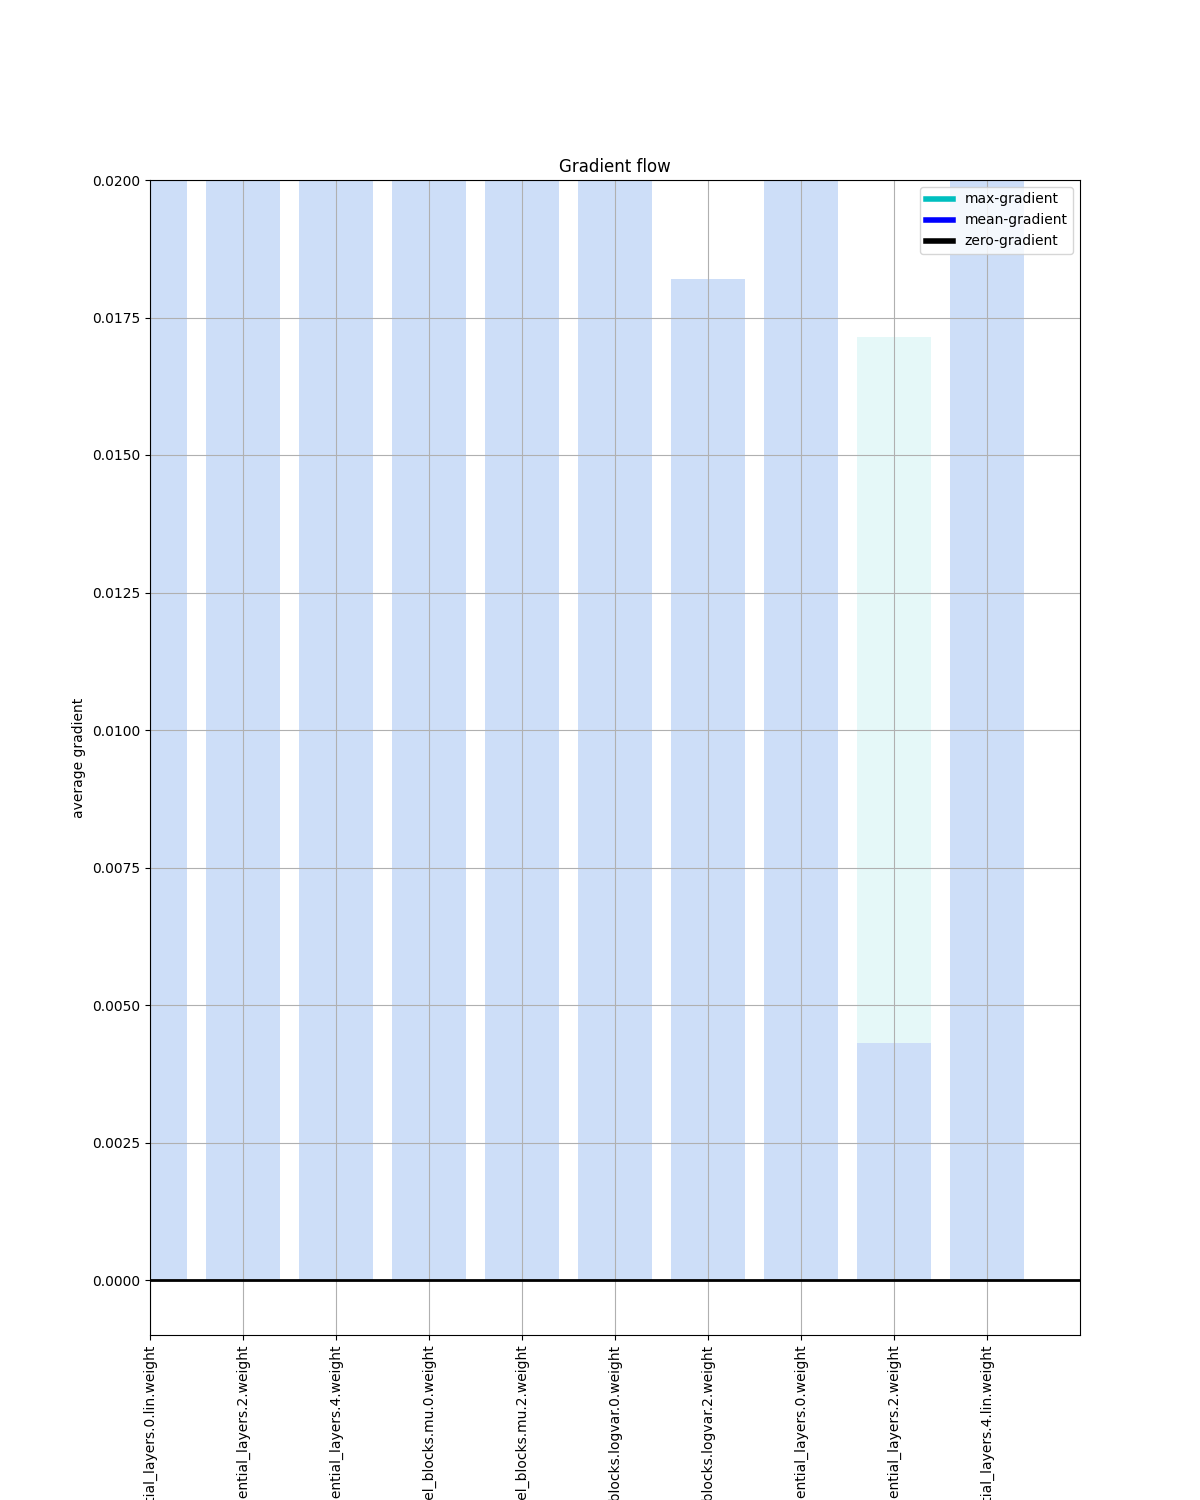 Gradient flow
max-gradient
mean-gradient
zero-gradient
0.0200
0.0175
0.0150
0.0125
0.0100
0.0075
0.0050
0.0025
0.0000
average gradient
tial_layers.0.lin.weight
ential_layers.2.weight
ential_layers.4.weight
el_blocks.mu.0.weight
el_blocks.mu.2.weight
blocks.logvar.0.weight
blocks.logvar.2.weight
ential_layers.0.weight
ential_layers.2.weight
tial_layers.4.lin.weight